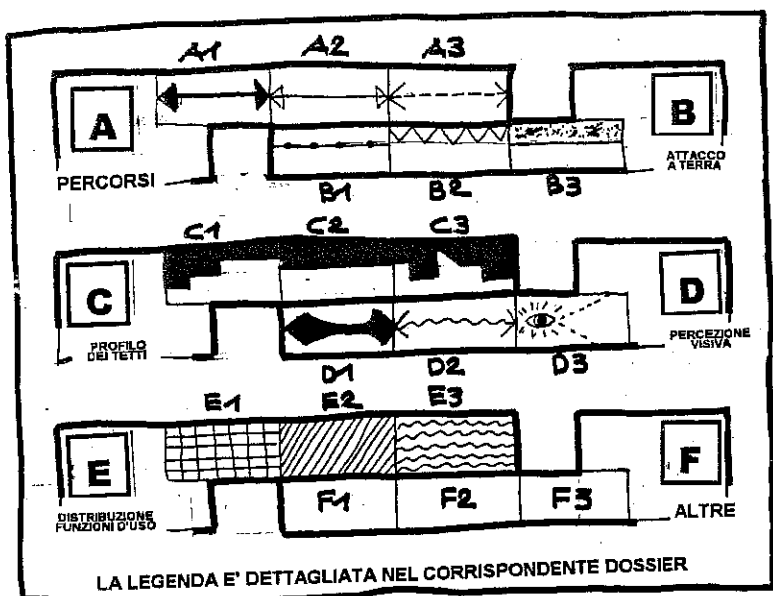 A1 A2 A3
A
PERCORSI
B
ATTACCO
A TERRA
B1 B2 B3
C1 C2 C3
C
PROFILO
DEI TETTI
D
PERCEZIONE
VISIVA
D1 D2 D3
E1 E2 E3
E
DISTRIBUZIONE
FUNZIONI D'USO
F1 F2 F3
F
ALTRE
LA LEGENDA E' DETTAGLIATA NEL CORRISPONDENTE DOSSIER